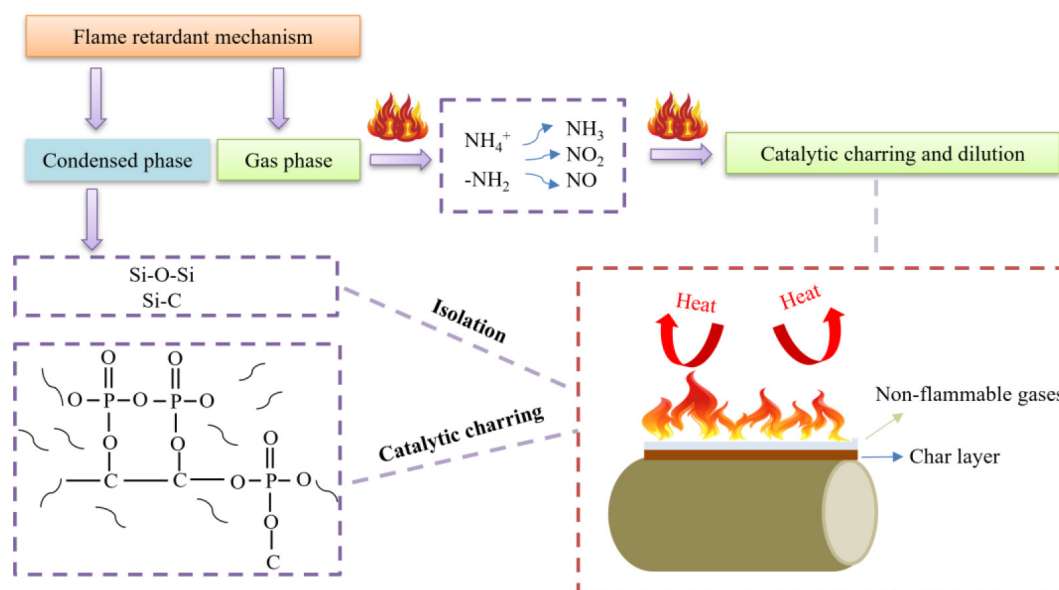 Flame retardant mechanism
Condensed phase
Gas phase
NH₄⁺
-NH₂
NH₃
NO₂
NO
Catalytic charring and dilution
Si-O-Si
Si-C
Isolation
Catalytic charring
O O
O P O P O
O O O
C C O P O
O
C
Heat
Heat
Non-flammable gases
Char layer